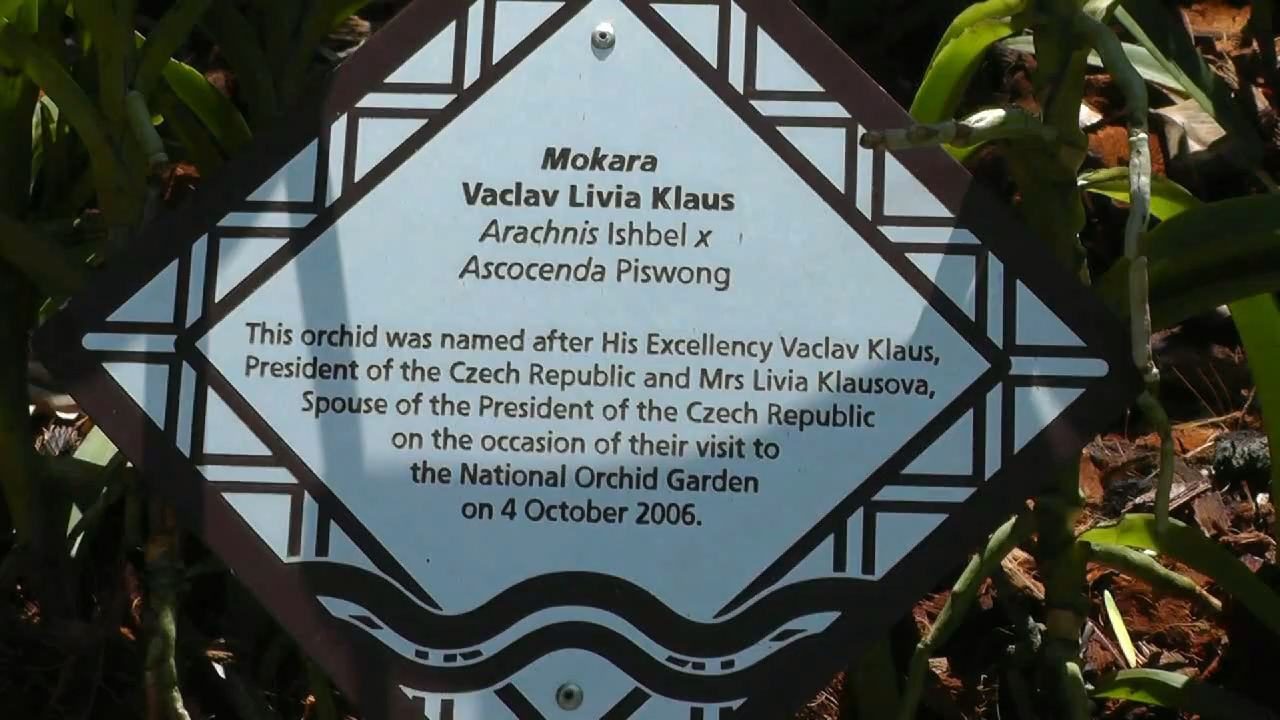 Mokara
Vaclav Livia Klaus
Arachnis Ishbel x
Ascocenda Piswong
This orchid was named after His Excellency Vaclav Klaus,
President of the Czech Republic and Mrs Livia Klausova,
Spouse of the President of the Czech Republic
on the occasion of their visit to
the National Orchid Garden
on 4 October 2006.